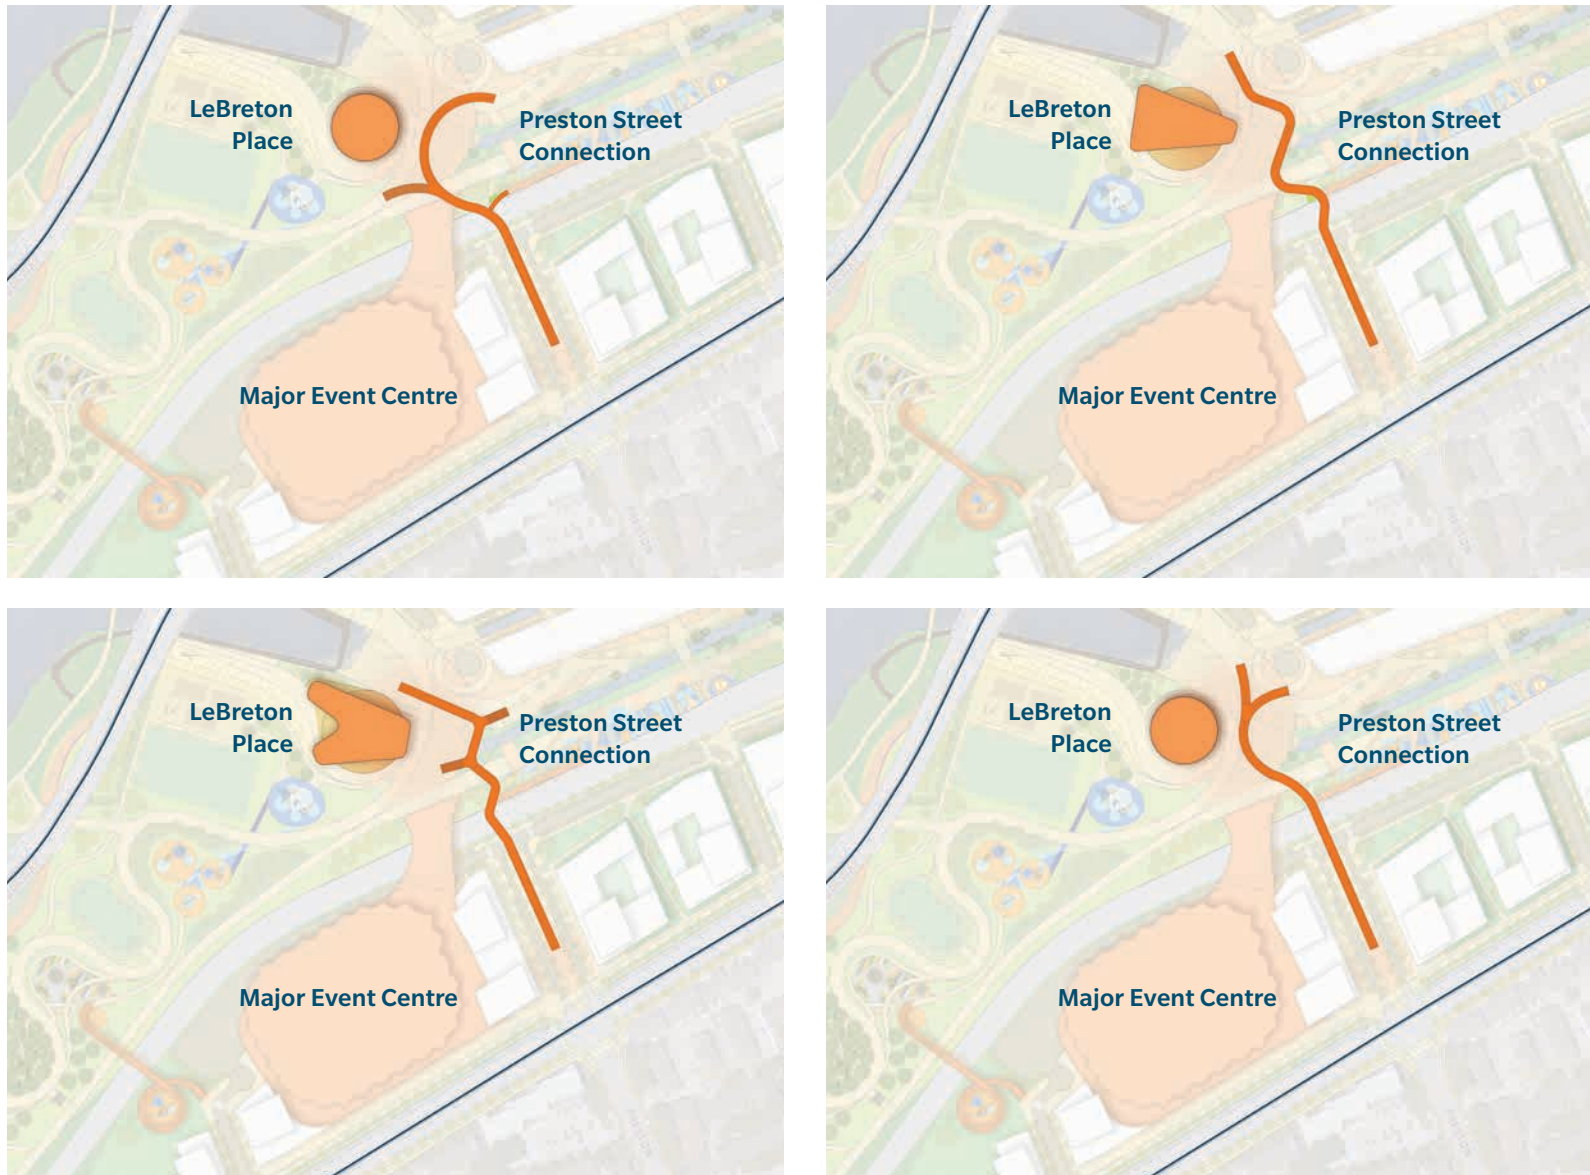 LeBreton
Place
Preston Street
Connection
Major Event Centre
LeBreton
Place
Preston Street
Connection
Major Event Centre
LeBreton
Place
Preston Street
Connection
Major Event Centre
LeBreton
Place
Preston Street
Connection
Major Event Centre